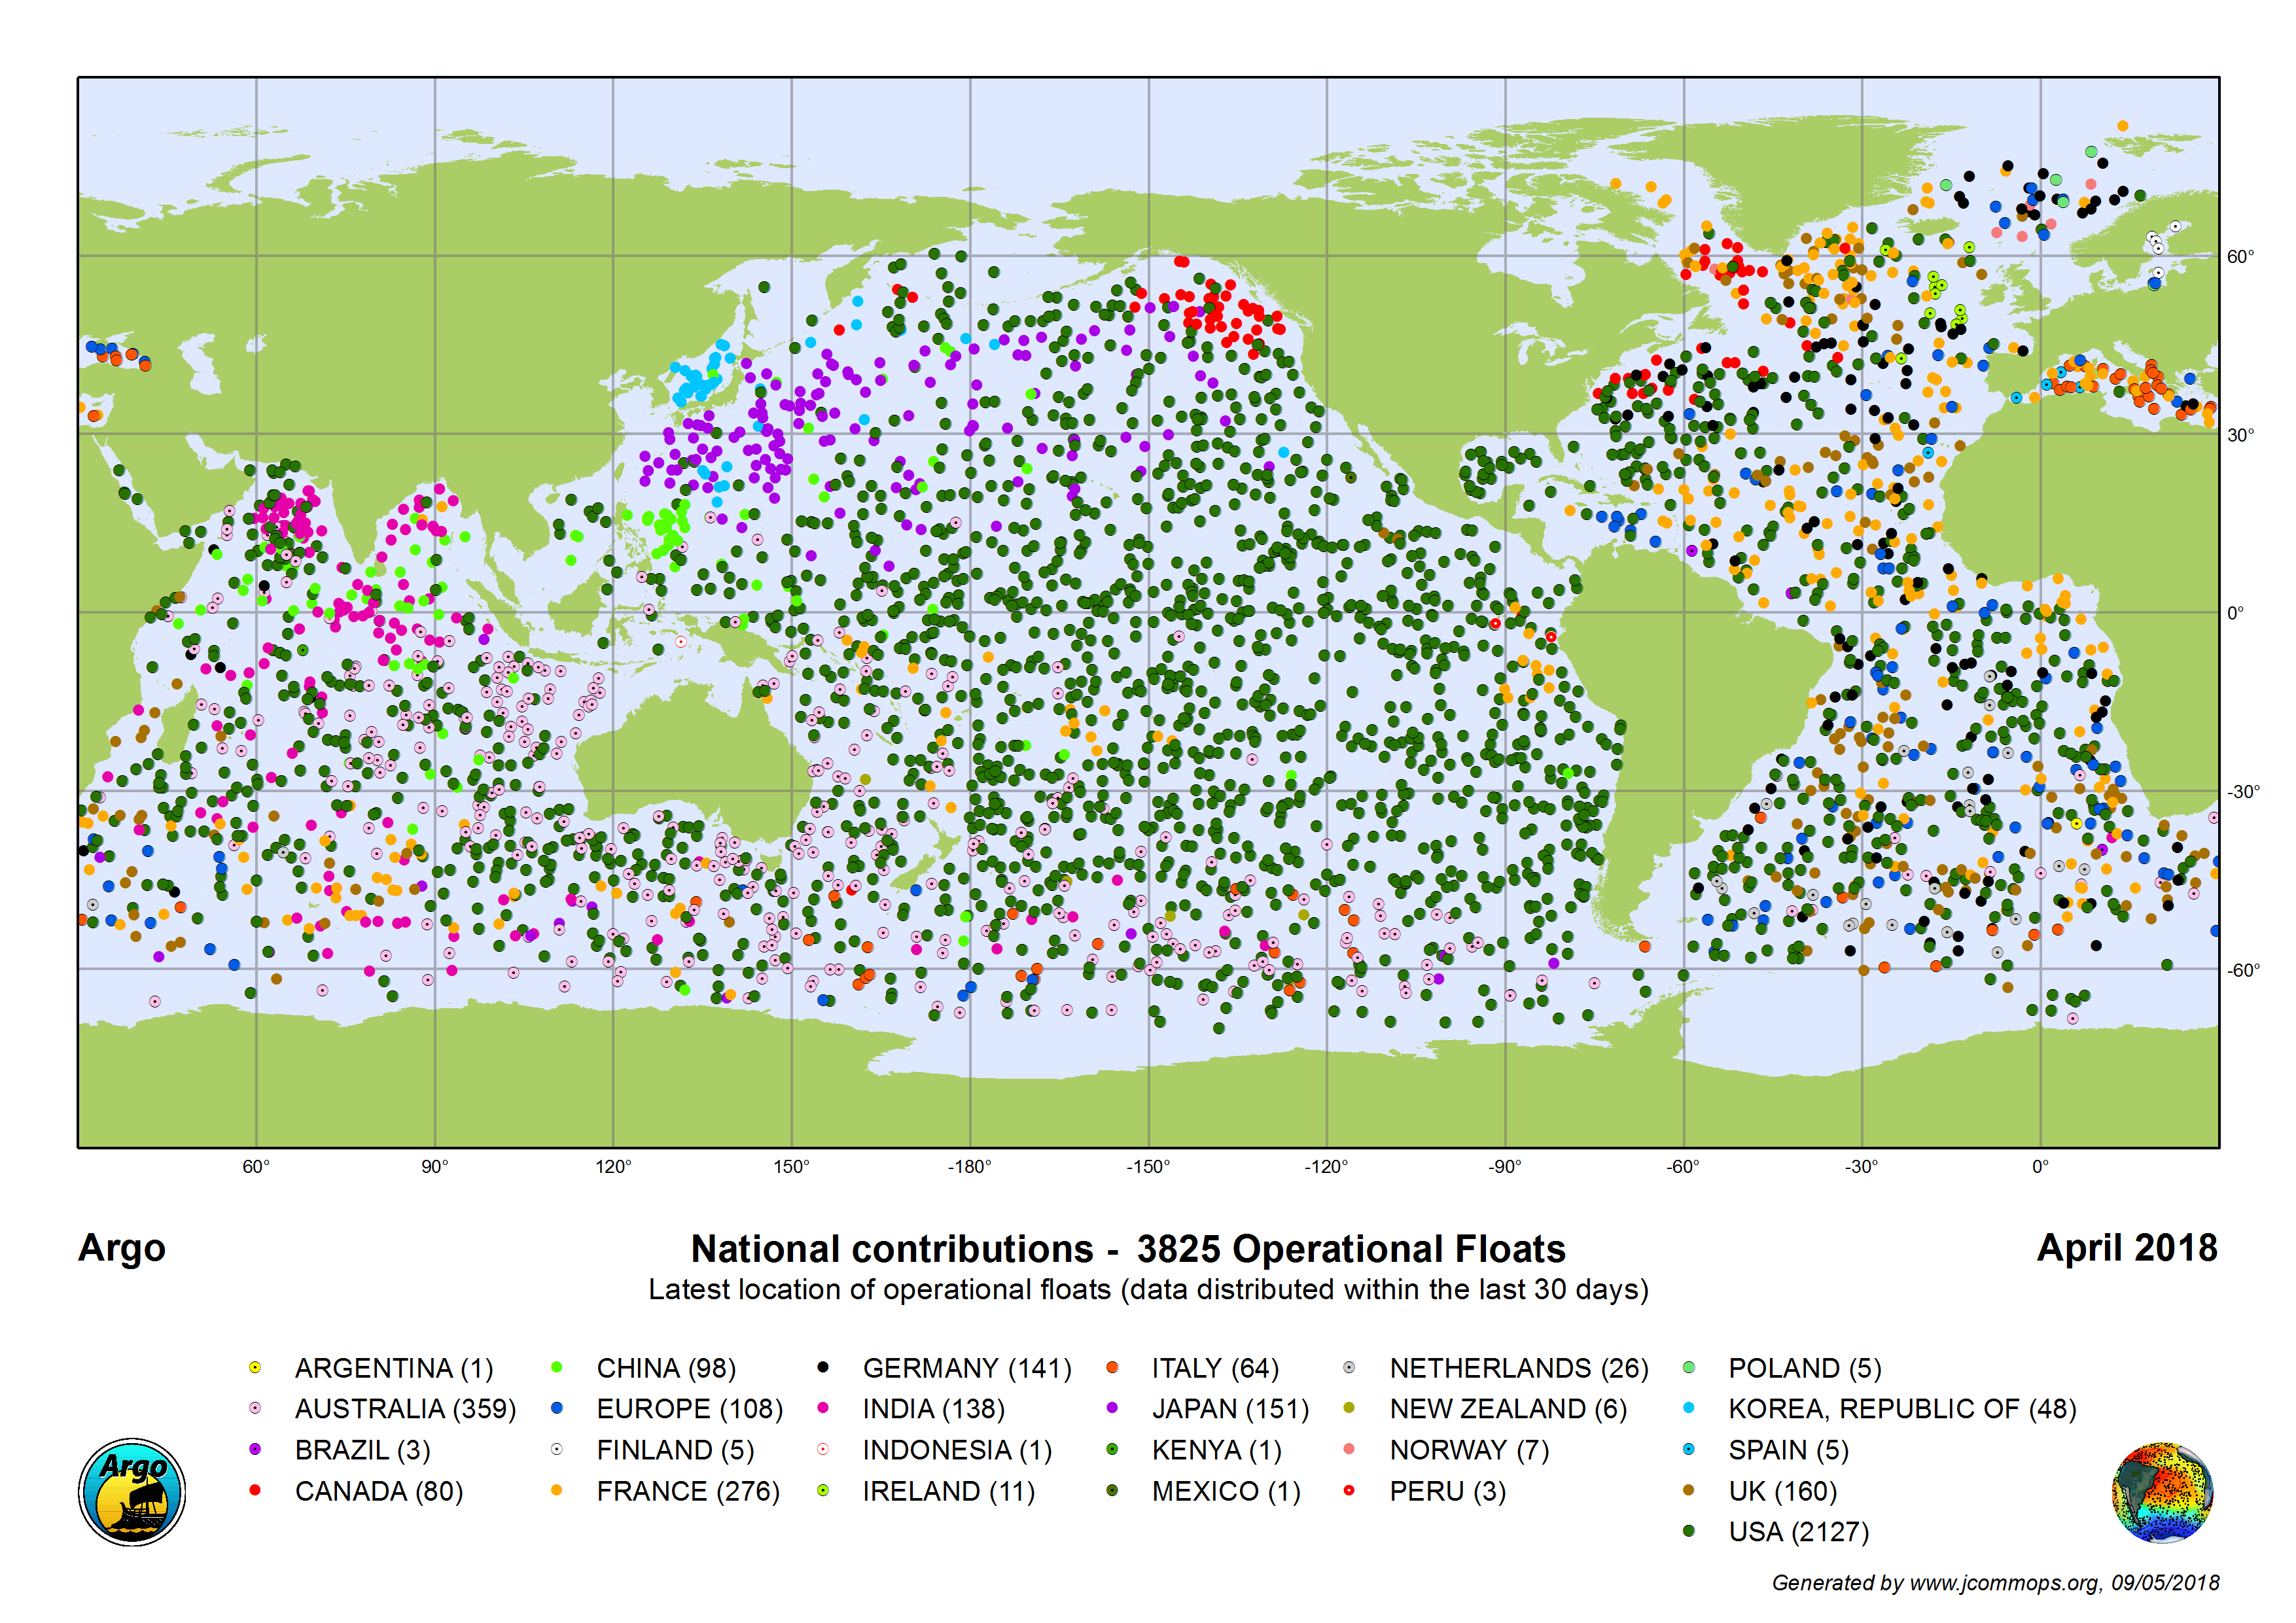 60°
30°
0°
-30°
-60°
60°
90°
120°
150°
-180°
-150°
-120°
-90°
-60°
-30°
0°
Argo
National contributions - 3825 Operational Floats
April 2018
Latest location of operational floats (data distributed within the last 30 days)
ARGENTINA (1)
AUSTRALIA (359)
BRAZIL (3)
CANADA (80)
CHINA (98)
EUROPE (108)
FINLAND (5)
FRANCE (276)
GERMANY (141)
INDIA (138)
INDONESIA (1)
IRELAND (11)
ITALY (64)
JAPAN (151)
KENYA (1)
MEXICO (1)
NETHERLANDS (26)
NEW ZEALAND (6)
NORWAY (7)
PERU (3)
POLAND (5)
KOREA, REPUBLIC OF (48)
SPAIN (5)
UK (160)
USA (2127)
Argo
Generated by www.jcommops.org, 09/05/2018